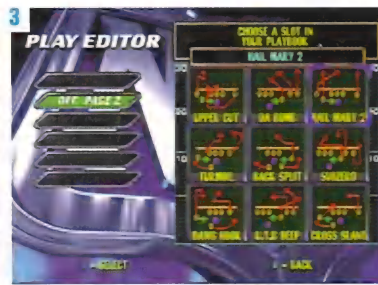 3
PLAY EDITOR
CHOOSE A SLOT IN
YOUR PLAYBOOK
HAIL MARY 2
OFF. PAGE 2
UPPER CUT
DA BOMB
HAIL MARY 2
TURMOIL
BACK SPLIT
SUBZERO
HOOK
DEEP
CROSS SLANT
= SELECT
= BACK